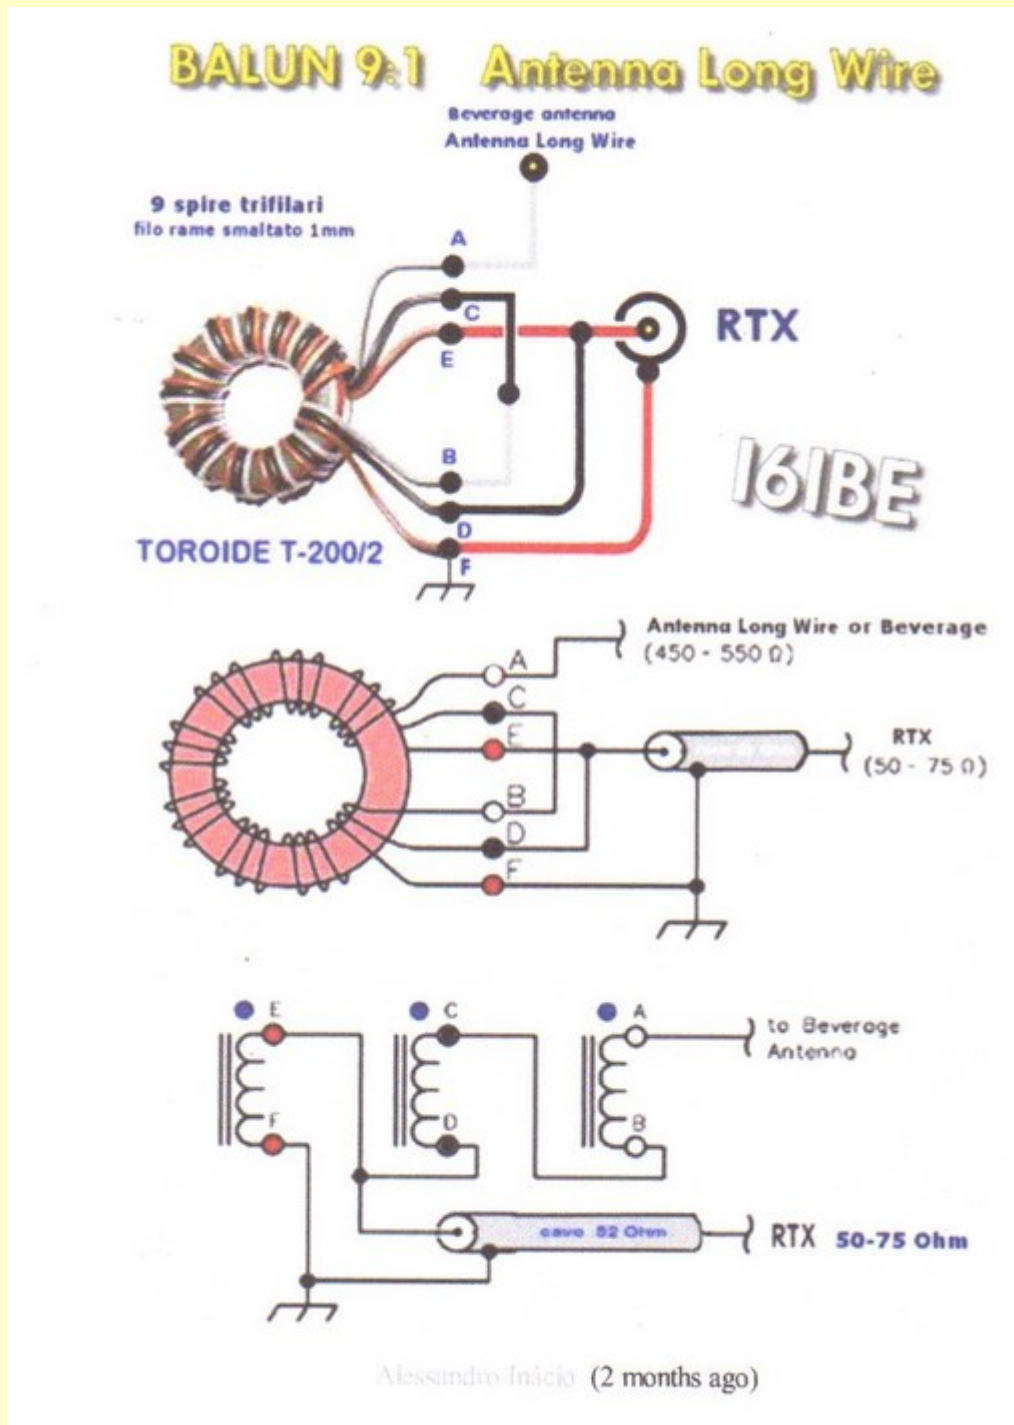 BALUN 9:1 Antenna Long Wire
Beverage antenna
Antenna Long Wire
9 spire trifilari
filo rame smaltato 1mm
A
C
E
RTX
B
D
F
I6IBE
TOROIDE T-200/2
Antenna Long Wire or Beverage
(450 - 550 Ω)
A
C
E
RTX
(50 - 75 Ω)
B
D
F
E
C
A
to Beverage
Antenna
F
D
B
cavo 52 Ohm
RTX 50-75 Ohm
Alessandro Inácio (2 months ago)